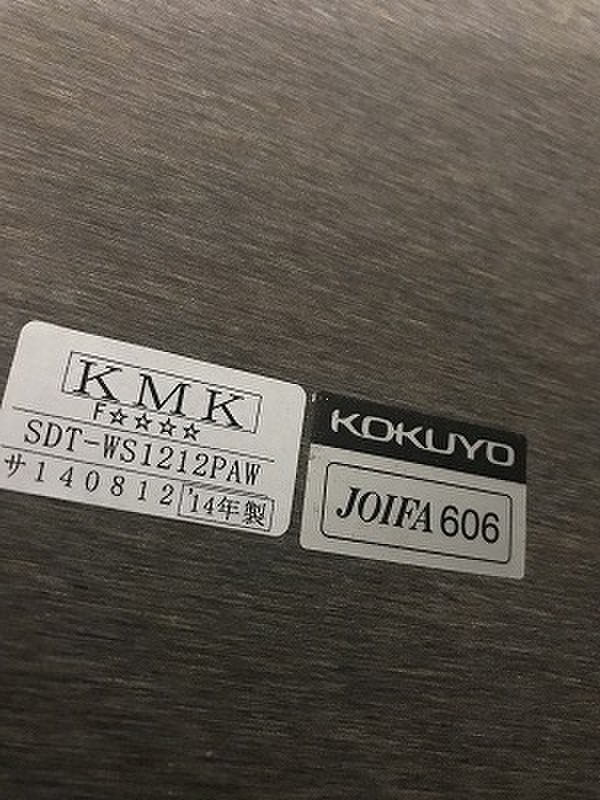 KMK
F☆☆☆☆
SDT-WS1212PAW
サ140812 '14年製
KOKUYO
JOIFA 606